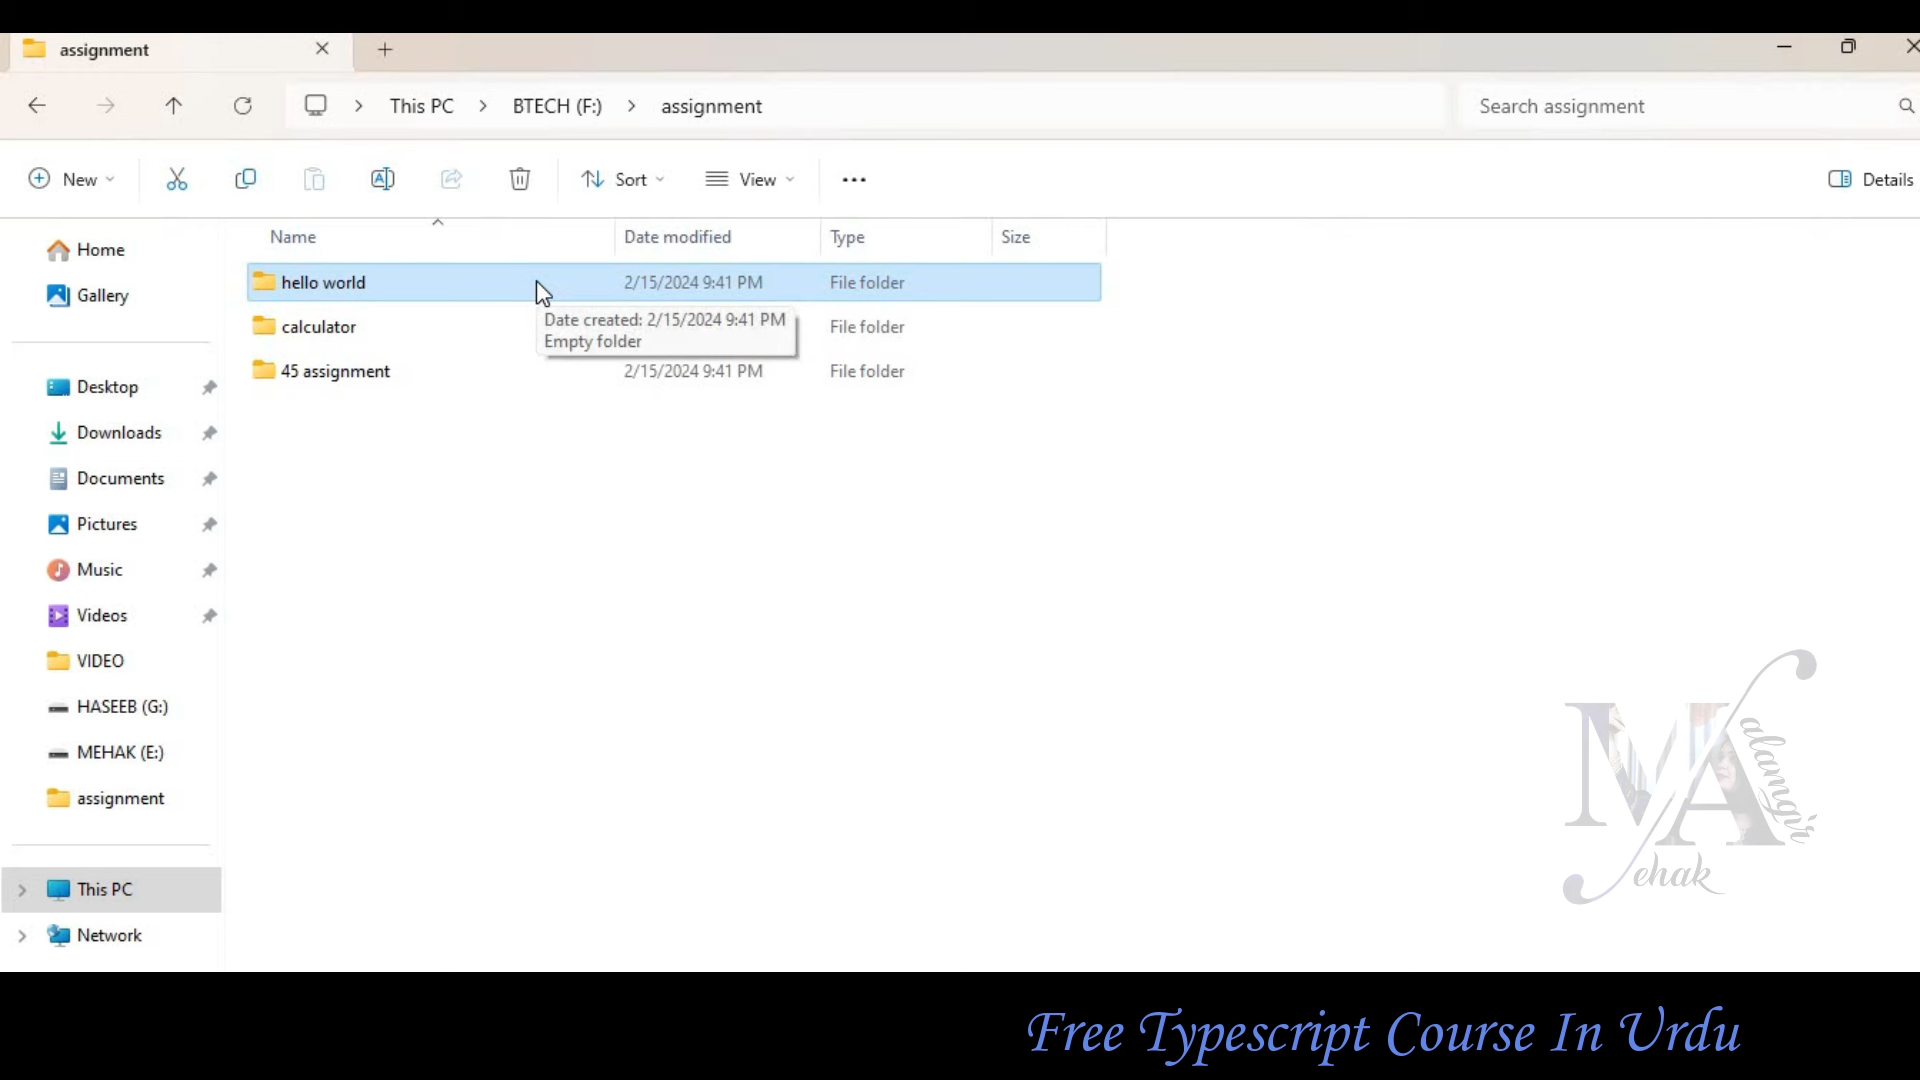 assignment
This PC > BTECH (F:) > assignment
Search assignment
New
Sort
View
Details
Name
Date modified
Type
Size
Home
Gallery
Desktop
Downloads
Documents
Pictures
Music
Videos
VIDEO
HASEEB (G:)
MEHAK (E:)
assignment
This PC
Network
hello world 2/15/2024 9:41 PM File folder
calculator File folder
Date created: 2/15/2024 9:41 PM
Empty folder
45 assignment 2/15/2024 9:41 PM File folder
MA
alamgir
ehak
Free Typescript Course In Urdu